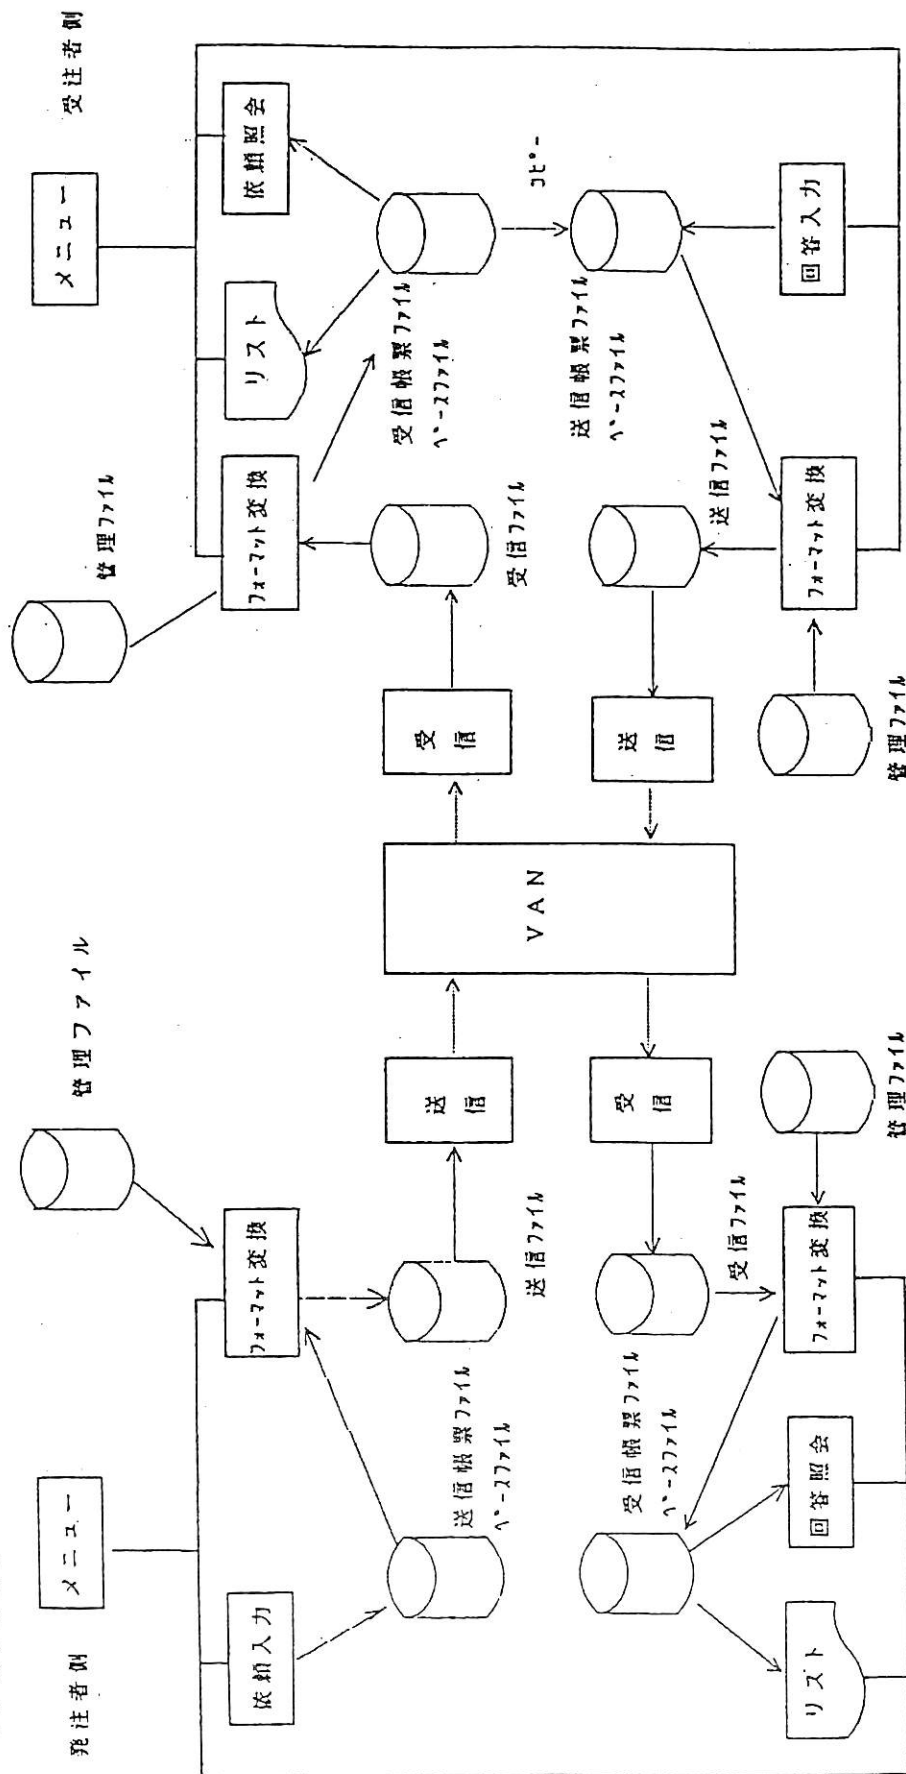 発注者側
メニュー
管理ファイル
依頼入力
フォーマット変換
送信帳票ファイル
ベースファイル
送信ファイル
送信
VAN
受信
受信ファイル
受信帳票ファイル
ベースファイル
フォーマット変換
管理ファイル
回答照会
リスト
受注者側
メニュー
管理ファイル
フォーマット変換
リスト
依頼照会
受信
受信ファイル
受信帳票ファイル
ベースファイル
コピー
送信帳票ファイル
ベースファイル
送信ファイル
送信
フォーマット変換
回答入力
管理ファイル